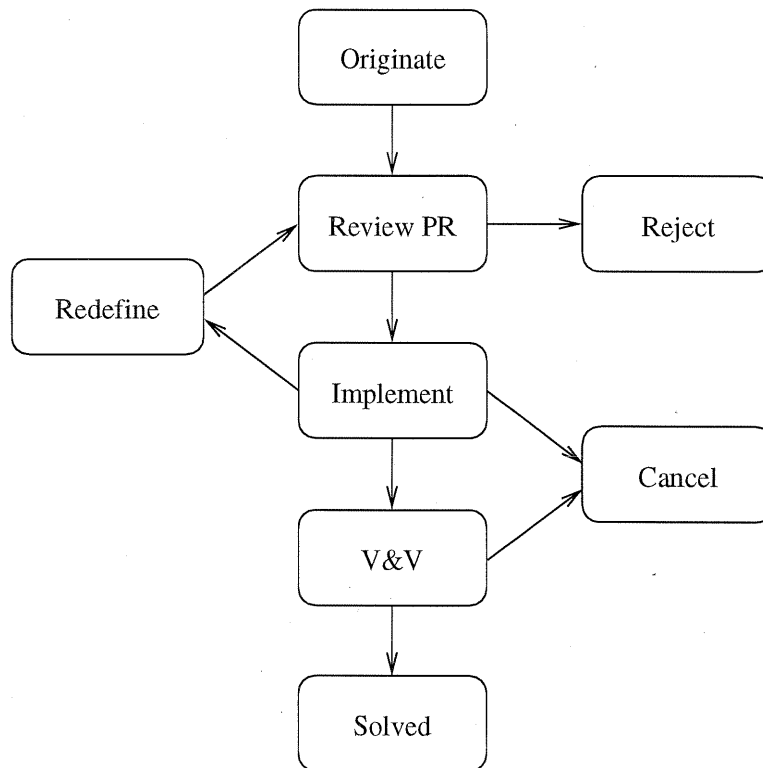 Originate
Review PR
Reject
Redefine
Implement
Cancel
V&V
Solved